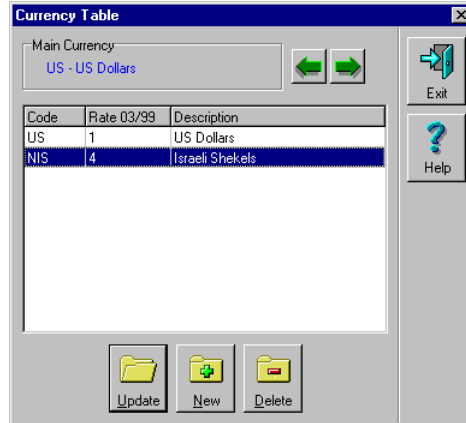 Currency Table
Main Currency
US - US Dollars
Exit
Code Rate 03/99 Description
US 1 US Dollars
NIS 4 Israeli Shekels
Help
Update New Delete